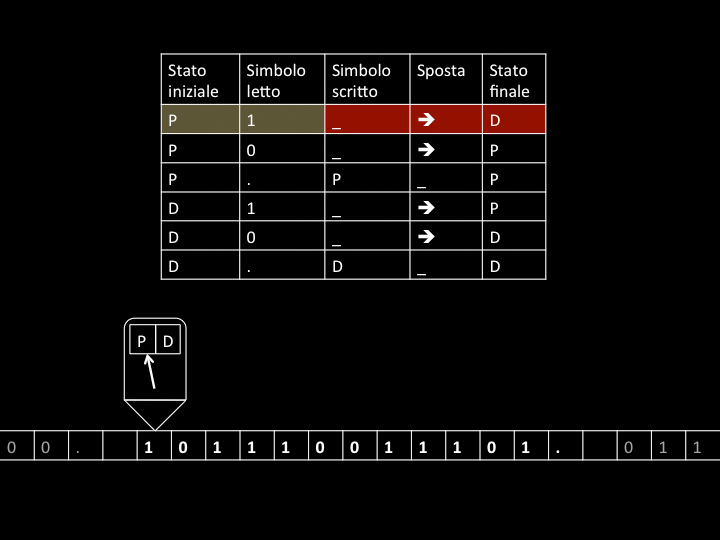 Stato iniziale Simbolo letto Simbolo scritto Sposta Stato finale
P 1 _ ➔ D
P 0 _ ➔ P
P . P _ P
D 1 _ ➔ P
D 0 _ ➔ D
D . D _ D
P D
0 0 . 1 0 1 1 1 0 0 1 1 1 0 1 . 0 1 1